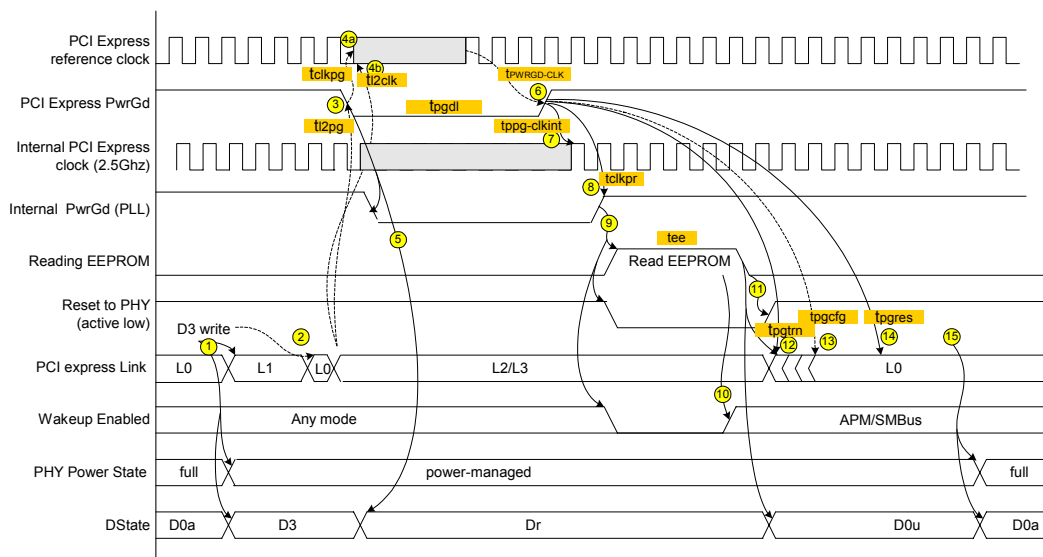 PCI Express
reference clock
4a
4b
tclkpg
tl2clk
tPWRGD-CLK
PCI Express PwrGd
3
6
tpgdl
tl2pg
tppg-clkint
7
Internal PCI Express
clock (2.5Ghz)
tclkpr
8
Internal PwrGd (PLL)
9
5
tee
Reading EEPROM
Read EEPROM
11
Reset to PHY
(active low)
tpgcfg
tpgtrn
tpgres
D3 write
1
2
12
13
14
15
PCI express Link
L0
L1
L0
L2/L3
L0
10
Wakeup Enabled
Any mode
APM/SMBus
PHY Power State
full
power-managed
full
DState
D0a
D3
Dr
D0u
D0a